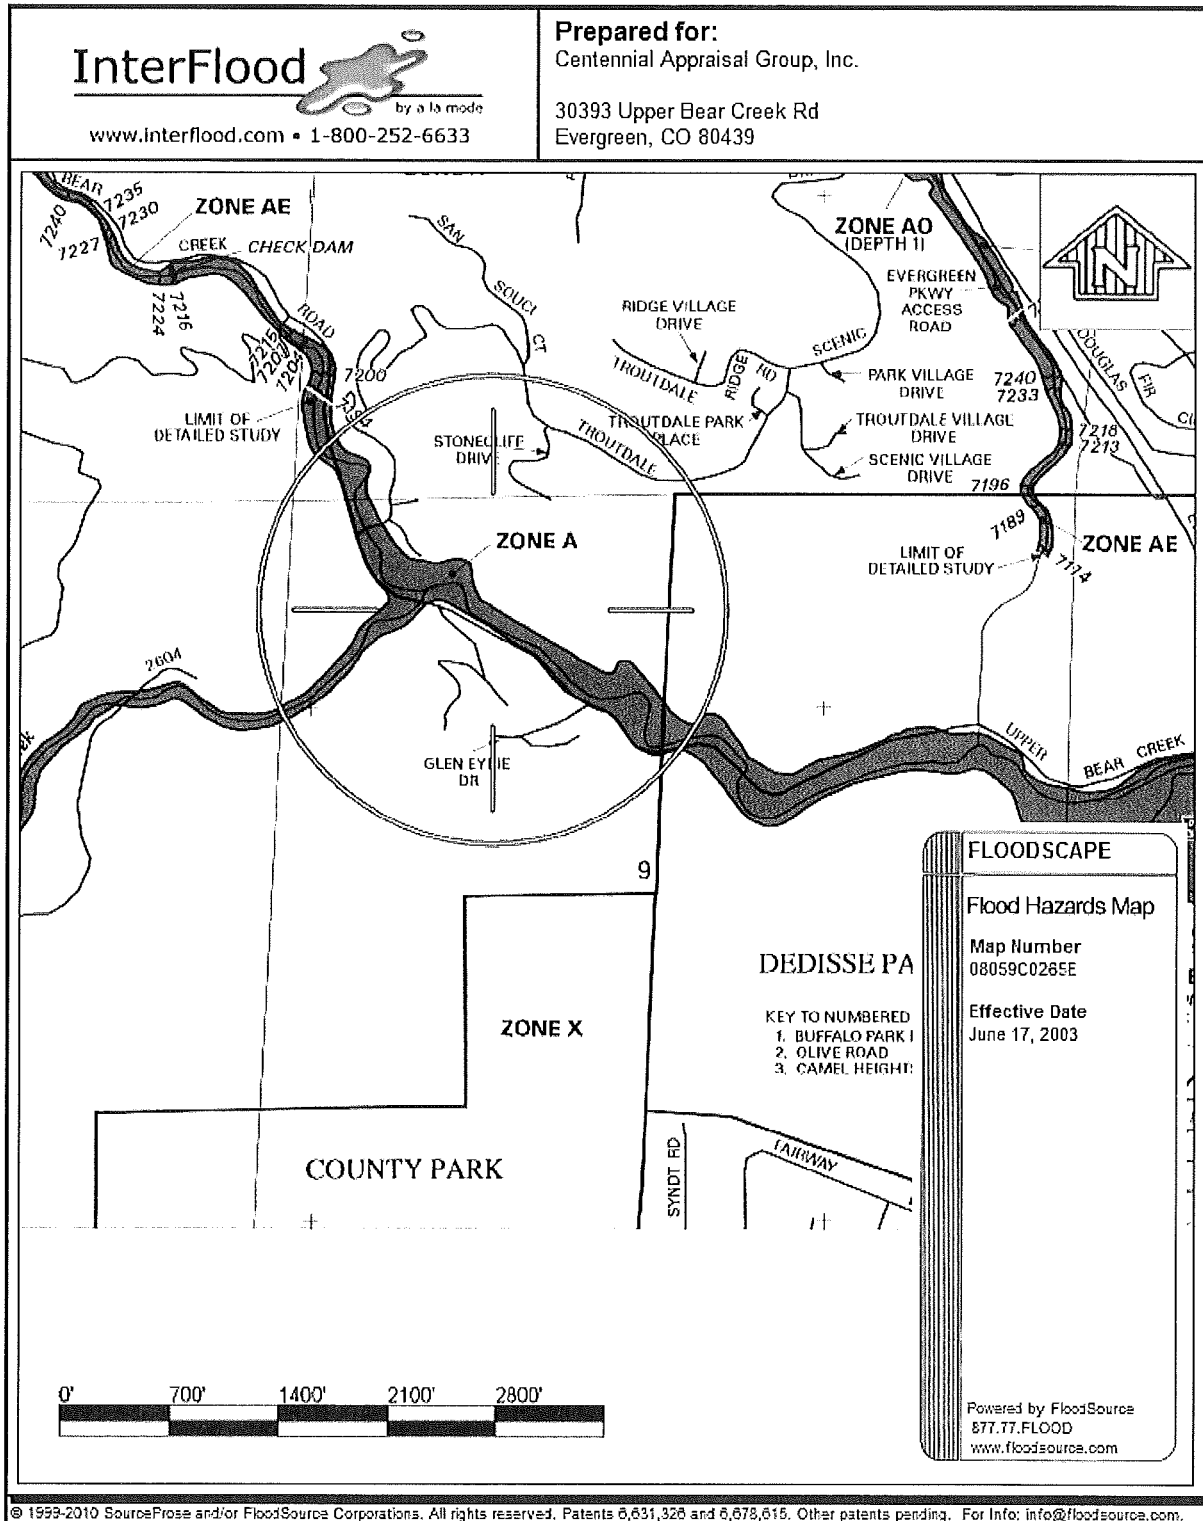 InterFlood
by a la mode
www.interflood.com • 1-800-252-6633
Prepared for:
Centennial Appraisal Group, Inc.
30393 Upper Bear Creek Rd
Evergreen, CO 80439
BEAR
7235
7230
7240
7227
ZONE AE
CREEK
CHECK DAM
7216
7224
ROAD
7215
7207
7204
7200
LIMIT OF
DETAILED STUDY
SAN
SOUCI
CT
STONECLIFF
DRIVE
RIDGE VILLAGE
DRIVE
TROUTDALE
RIDGE
RD
SCENIC
TROUTDALE PARK
PLACE
TROUTDALE
ZONE AO
(DEPTH 1)
EVERGREEN
PKWY
ACCESS
ROAD
N
DOUGLAS
FIR
PARK VILLAGE
DRIVE
7240
7233
TROUTDALE VILLAGE
DRIVE
7218
7213
SCENIC VILLAGE
DRIVE
7196
7189
ZONE AE
LIMIT OF
DETAILED STUDY
7174
ZONE A
2604
GLEN EYRIE
DR
UPPER
BEAR CREEK
9
DEDISSE PA
KEY TO NUMBERED
1. BUFFALO PARK
2. OLIVE ROAD
3. CAMEL HEIGHTS
ZONE X
COUNTY PARK
SYNDT RD
FAIRWAY
FLOODSCAPE
Flood Hazards Map
Map Number
08059C0265E
Effective Date
June 17, 2003
Powered by FloodSource
877.77.FLOOD
www.floodsource.com
0' 700' 1400' 2100' 2800'
© 1999-2010 SourceProse and/or FloodSource Corporations. All rights reserved. Patents 6,631,326 and 6,678,615. Other patents pending. For Info: info@floodsource.com.